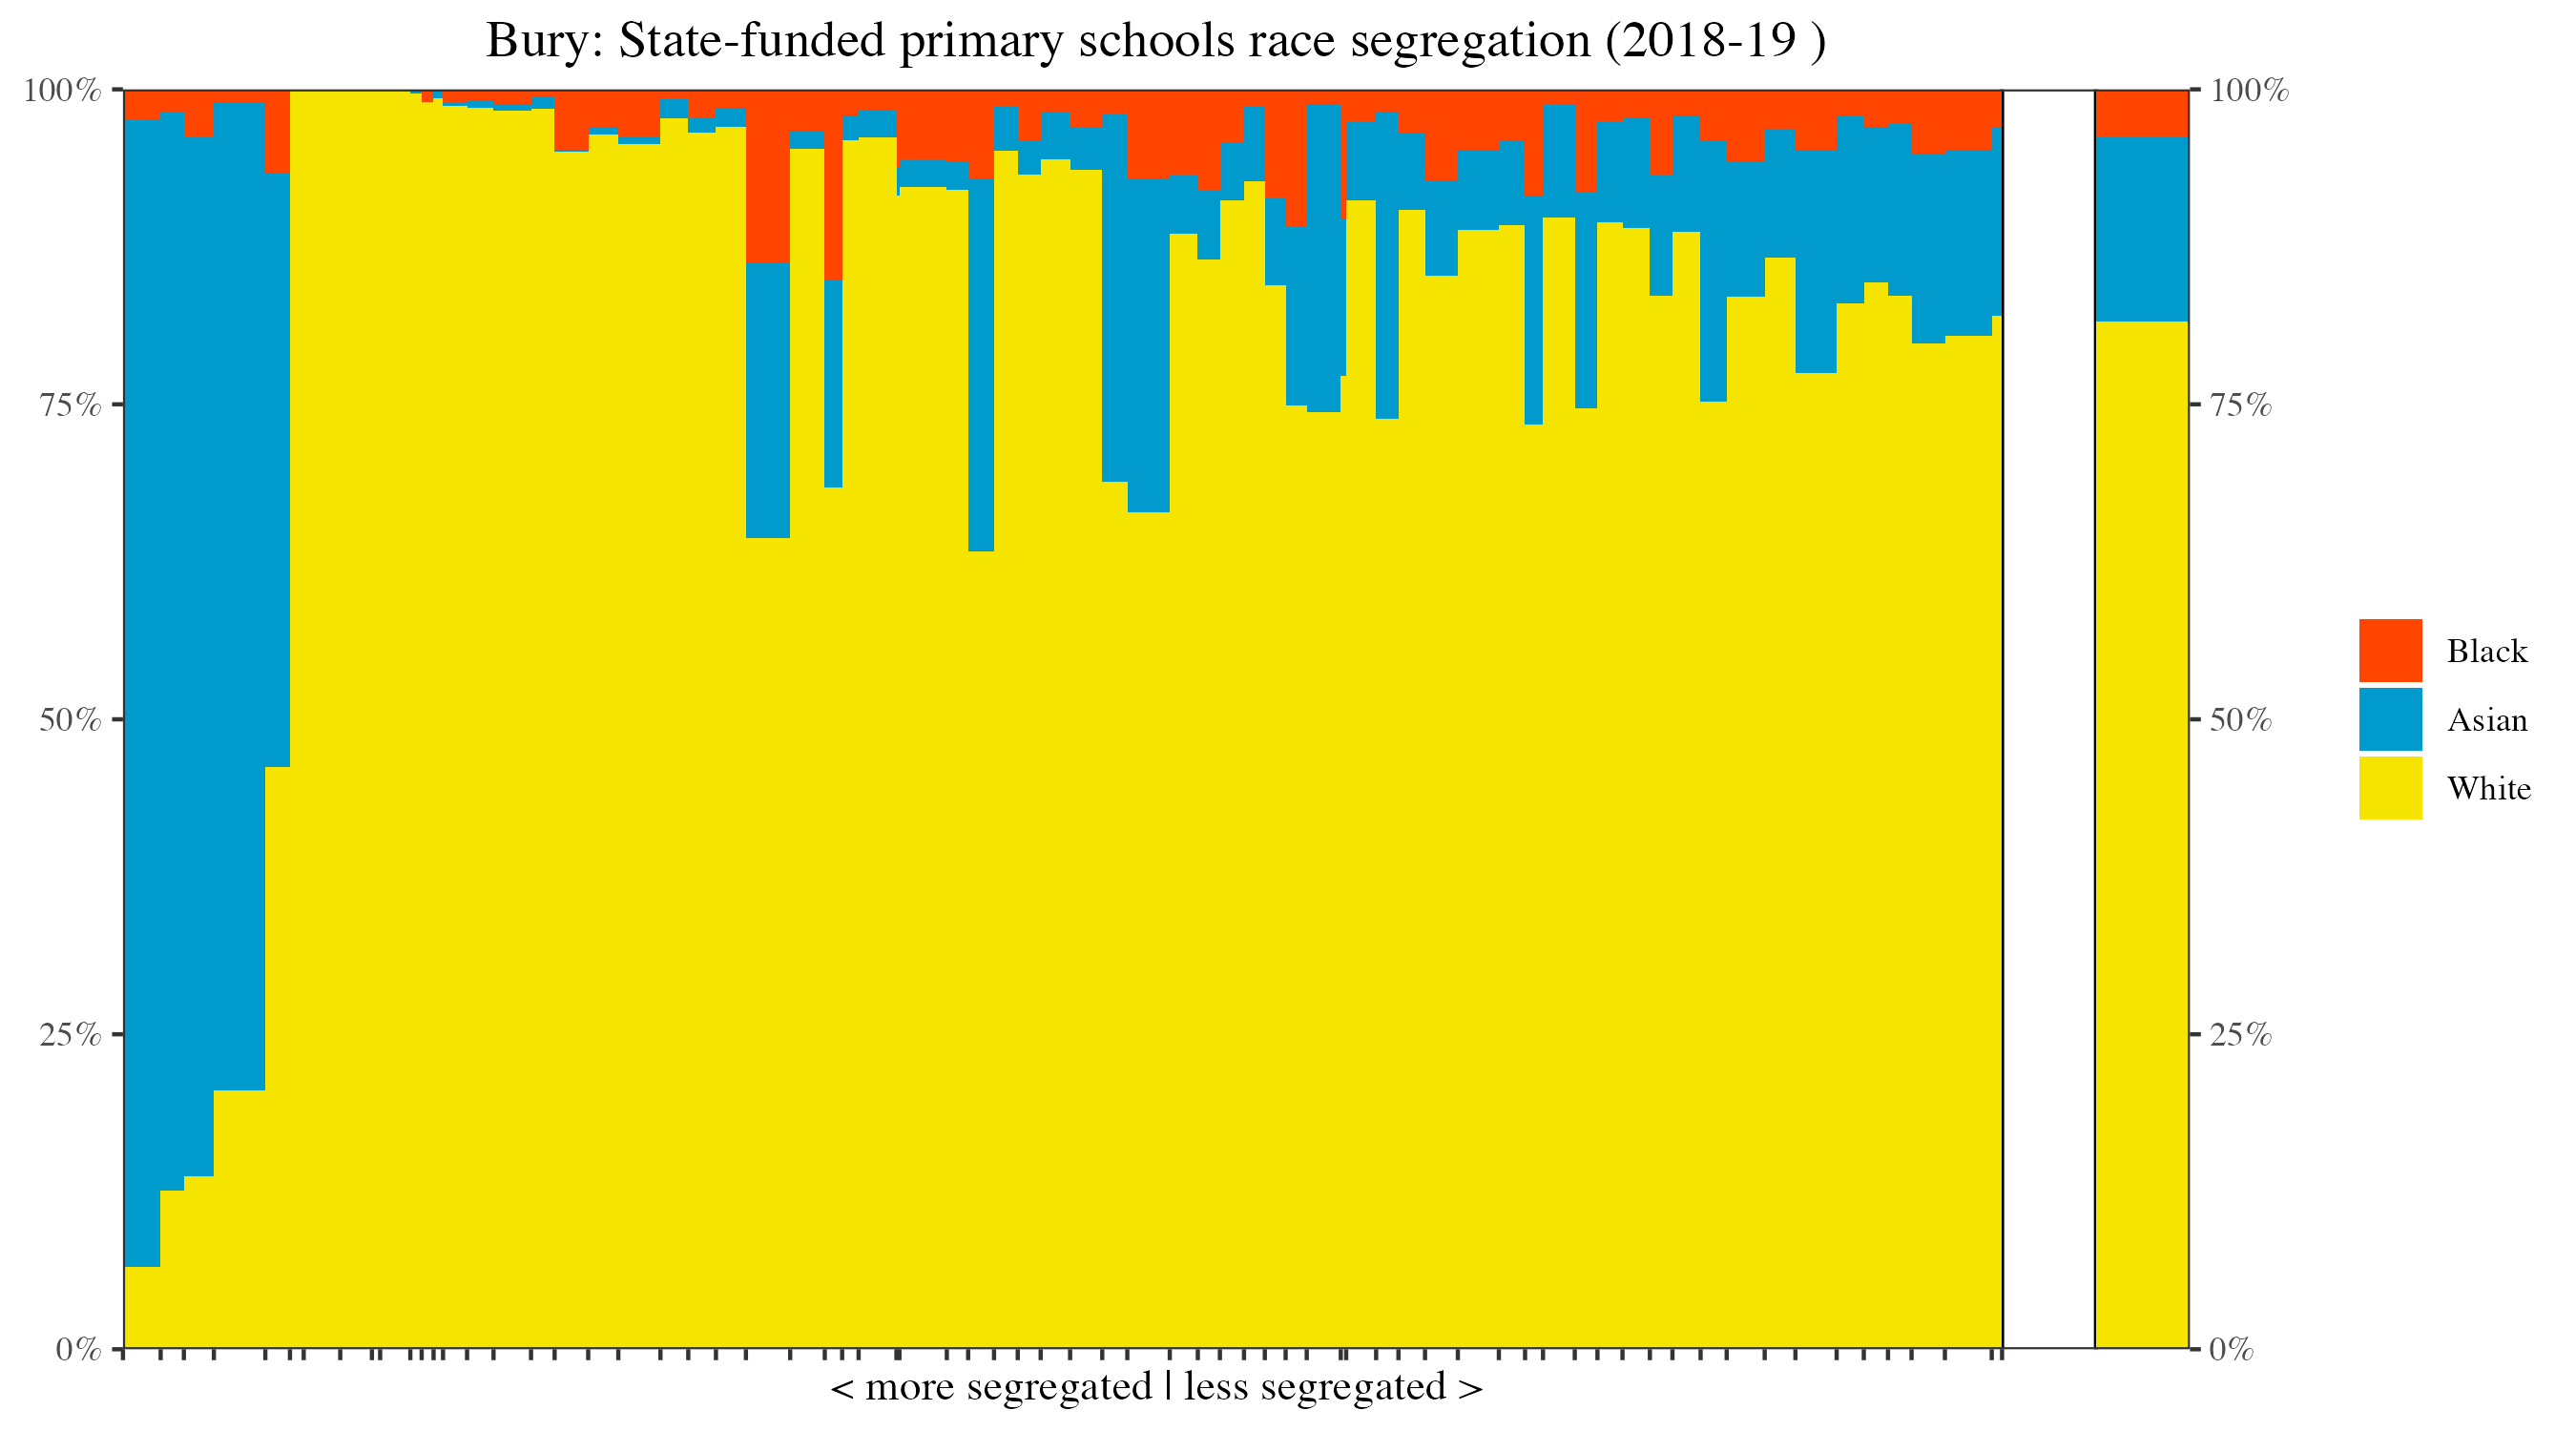 Bury: State-funded primary schools race segregation (2018-19 )
100%
75%
50%
25%
0%
100%
75%
50%
25%
0%
Black
Asian
White
< more segregated | less segregated >